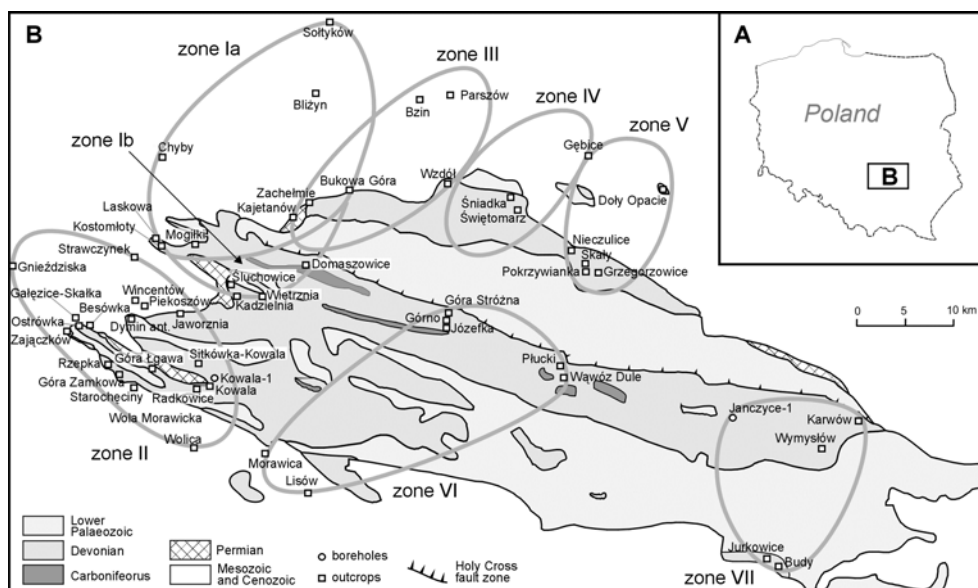 B
A
Poland
B
zone Ia
zone III
zone IV
zone V
zone Ib
Sołtyków
Bliżyn
Bzin
Parszów
Chyby
Gębice
Bukowa Góra
Wzdół
Zachełmie
Kajetanów
Śniadka
Świętomarz
Doły Opacie
Laskowa
Kostomłoty
Mogiłki
Strawczynek
Gnieździska
Domaszowice
Nieczulice
Skały
Pokrzywianka
Grzegorzowice
Śluchowice
Wietrznia
Kadzielnia
Gałęzice-Skałka
Wincentów
Besówka
Piekoszów
Ostrówka
Dymin ant.
Jaworznia
Zajączków
Góra Stróżna
Górno
Józefka
0 5 10 km
Rzepka
Góra Łgawa
Sitkówka-Kowala
Płucki
Góra Zamkowa
Kowala-1
Kowala
Wąwóz Dule
Starochęciny
Radkowice
Janczyce-1
Karwów
Wola Morawicka
Wymysłów
Wolica
zone II
Morawica
zone VI
Lisów
Jurkowice
Budy
zone VII
Lower
Palaeozoic
Devonian
Carbonifeorus
Permian
Mesozoic
and Cenozoic
boreholes
outcrops
Holy Cross
fault zone